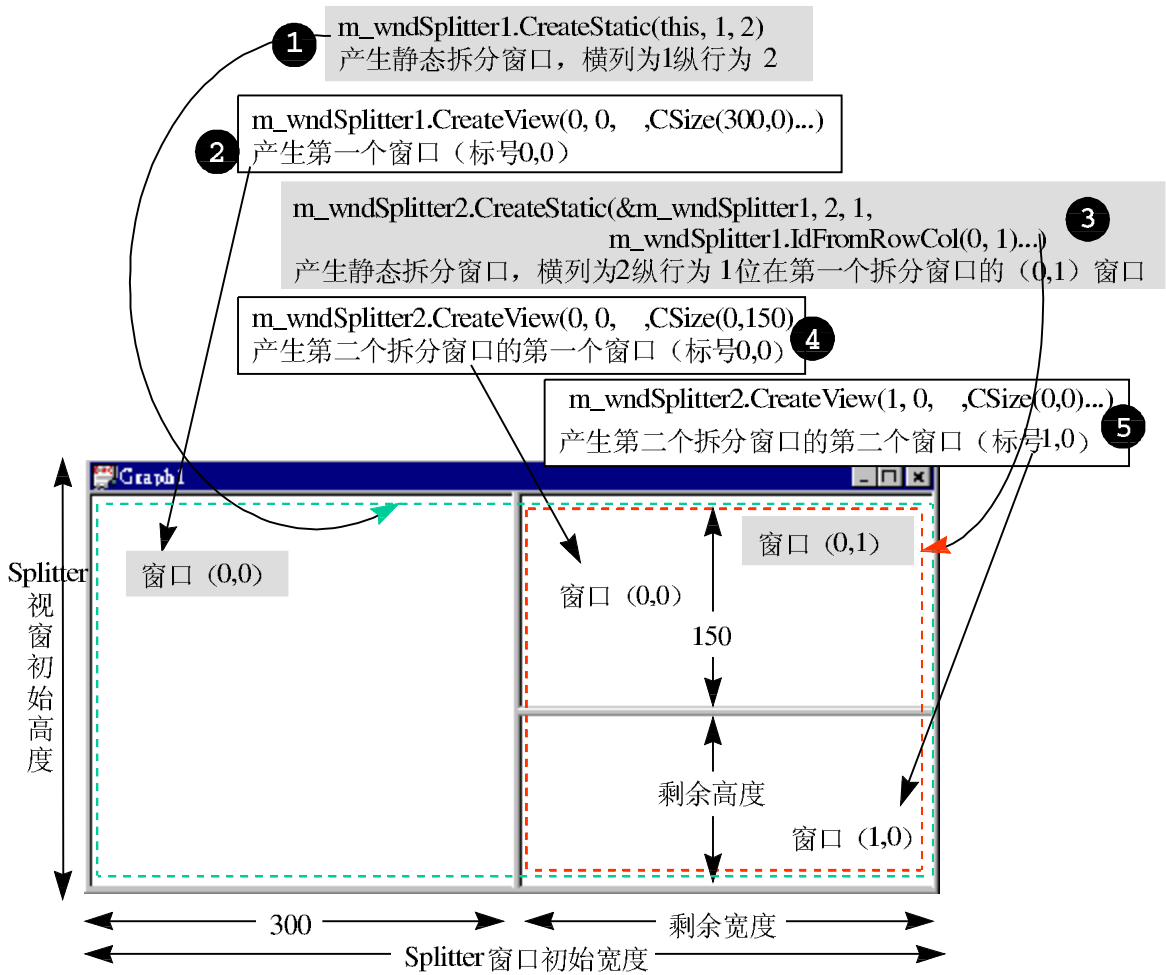 1
m_wndSplitter1.CreateStatic(this, 1, 2)
产生静态拆分窗口，横列为1纵行为 2
m_wndSplitter1.CreateView(0, 0, ,CSize(300,0)...)
2
产生第一个窗口（标号0,0）
m_wndSplitter2.CreateStatic(&m_wndSplitter1, 2, 1,
3
m_wndSplitter1.IdFromRowCol(0, 1)...)
产生静态拆分窗口，横列为2纵行为 1位在第一个拆分窗口的（0,1）窗口
m_wndSplitter2.CreateView(0, 0, ,CSize(0,150)
4
产生第二个拆分窗口的第一个窗口（标号0,0）
m_wndSplitter2.CreateView(1, 0, ,CSize(0,0)...)
5
产生第二个拆分窗口的第二个窗口（标号1,0）
Graph1
窗口 (0,1)
窗口 (0,0)
Splitter
视窗初始高度
窗口 (0,0)
150
剩余高度
窗口 (1,0)
300
剩余宽度
Splitter窗口初始宽度